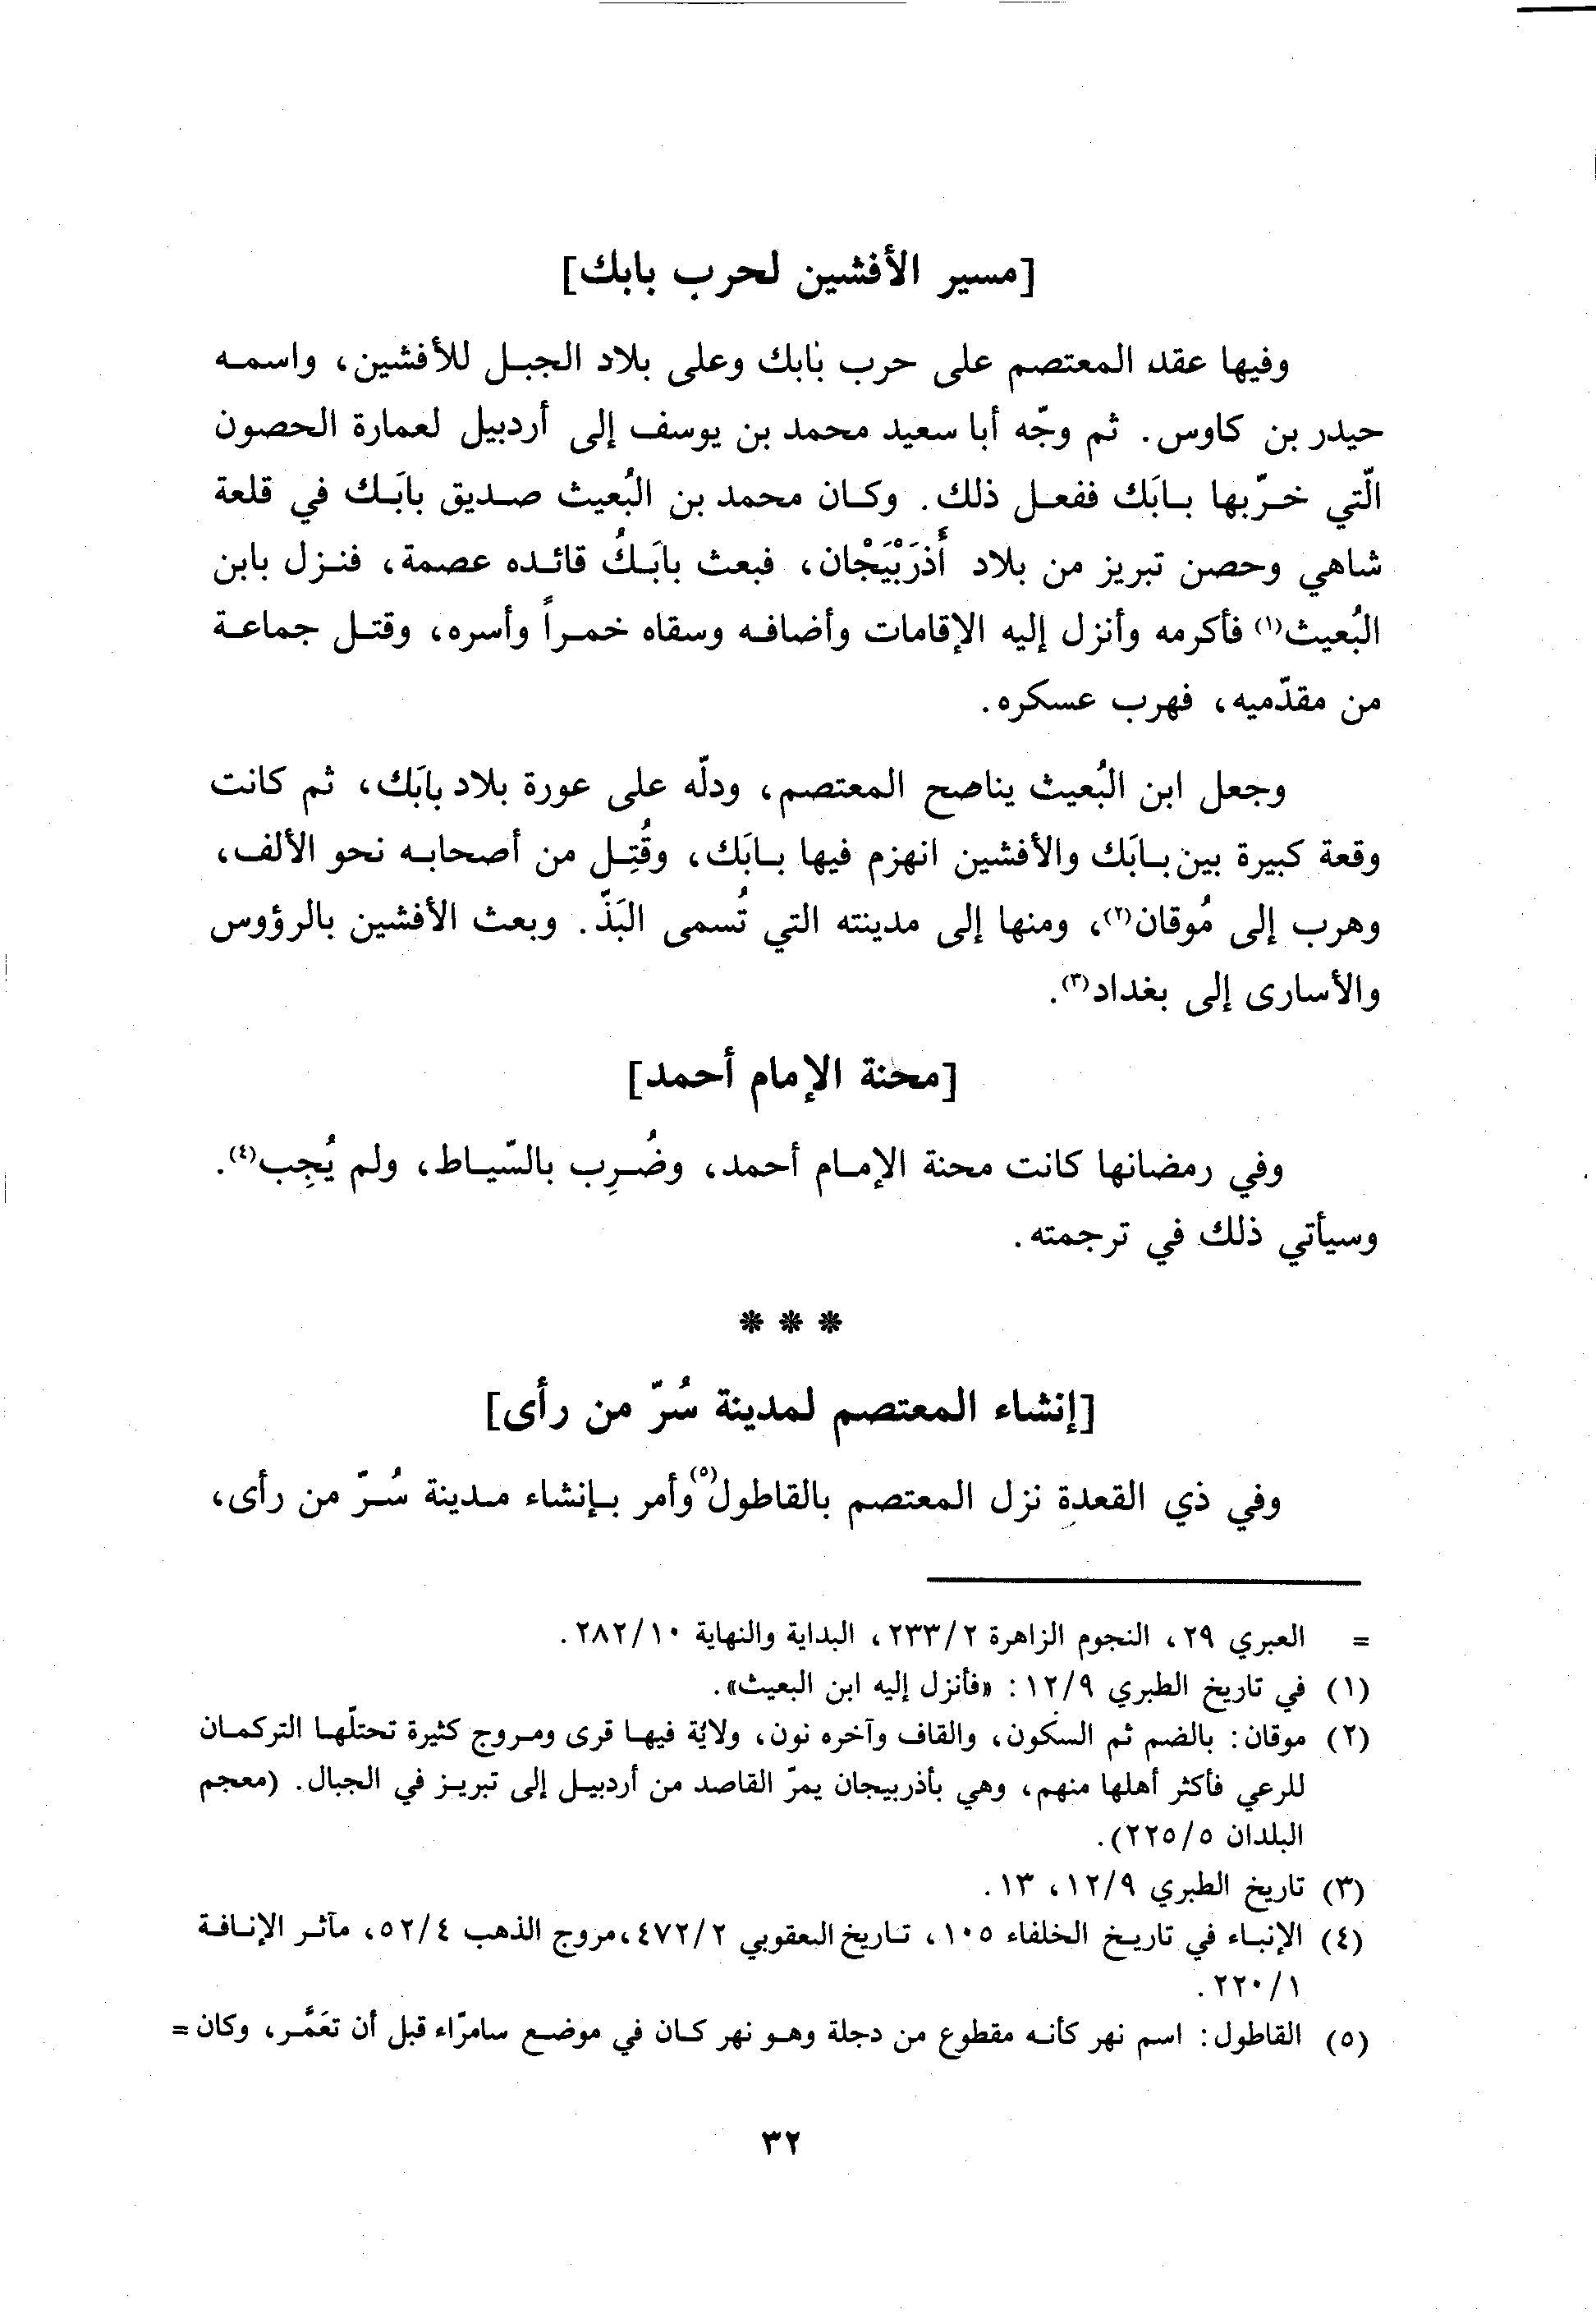 [مسير الأفشين لحرب بابك]
وفيها عقد المعتصم على حرب بابك وعلى بلاد الجبل للأفشين، واسمه
حيدر بن كاوس. ثم وجّه أبا سعيد محمد بن يوسف إلى أردبيل لعمارة الحصون
الّتي خرّبها بابَك ففعل ذلك. وكان محمد بن البُعيث صديق بابَك في قلعة
شاهي وحصن تبريز من بلاد أَذرَبْيَجْان، فبعث بابَكُ قائده عصمة، فنزل بابن
البُعيث(١) فأكرمه وأنزل إليه الإقامات وأضافه وسقاه خمراً وأسره، وقتل جماعة
من مقدّميه، فهرب عسكره.
وجعل ابن البُعيث يناصح المعتصم، ودلّه على عورة بلاد بابَك، ثم كانت
وقعة كبيرة بين بابَك والأفشين انهزم فيها بابَك، وقُتِل من أصحابه نحو الألف،
وهرب إلى مُوقان(٢)، ومنها إلى مدينته التي تُسمى البَذّ. وبعث الأفشين بالرؤوس
والأسارى إلى بغداد(٣).
[محنة الإمام أحمد]
وفي رمضانها كانت محنة الإمام أحمد، وضُرِب بالسّياط، ولم يُجِب(٤).
وسيأتي ذلك في ترجمته.
* * *
[إنشاء المعتصم لمدينة سُرّ من رأى]
وفي ذي القعدة نزل المعتصم بالقاطول(٥) وأمر بإنشاء مدينة سُرّ من رأى،
= العبري ٢٩، النجوم الزاهرة ٢/٢٣٣، البداية والنهاية ١٠/٢٨٢.
(١) في تاريخ الطبري ٩/١٢: «فأنزل إليه ابن البعيث».
(٢) موقان: بالضم ثم السكون، والقاف وآخره نون، ولاية فيها قرى ومروج كثيرة تحتلّها التركمان
للرعي فأكثر أهلها منهم، وهي بأذربيجان يمرّ القاصد من أردبيل إلى تبريز في الجبال. (معجم
البلدان ٥/٢٢٥).
(٣) تاريخ الطبري ٩/١٢، ١٣.
(٤) الإنباء في تاريخ الخلفاء ١٠٥، تاريخ اليعقوبي ٢/٤٧٢، مروج الذهب ٤/٥٢، مآثر الإنافة
١/٢٢٠.
(٥) القاطول: اسم نهر كأنه مقطوع من دجلة وهو نهر كان في موضع سامرّاء قبل أن تعَمَّر، وكان =
٣٢